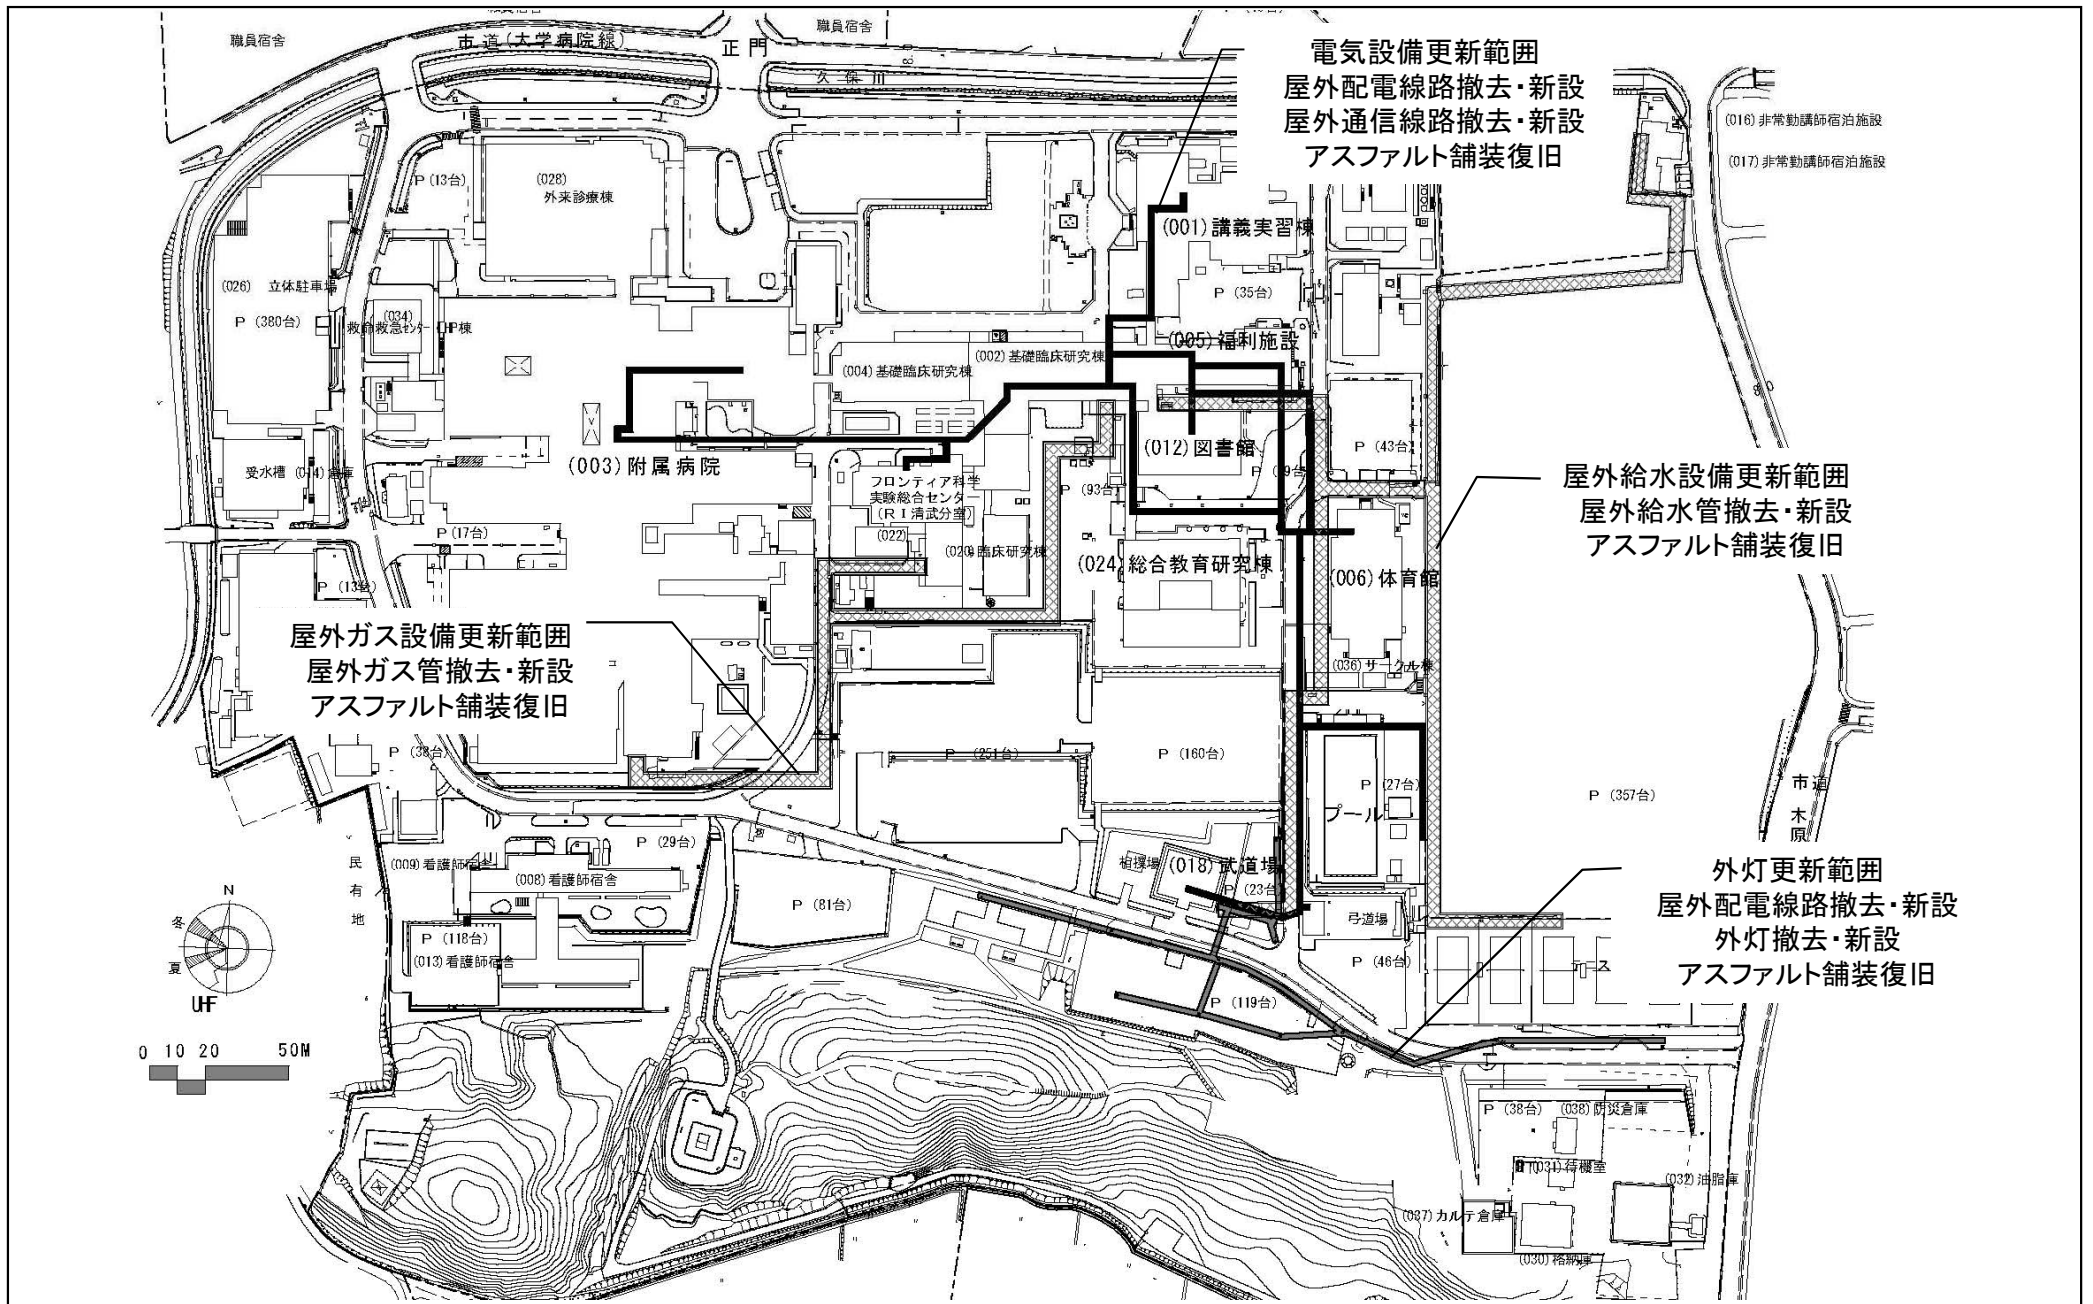 職員宿舎
市道(大学病院線)
正門
職員宿舎
久保川
電気設備更新範囲
屋外配電線路撤去・新設
屋外通信線路撤去・新設
アスファルト舗装復旧
(016)非常勤講師宿泊施設
(017)非常勤講師宿泊施設
P (13台)
(028)
外来診療棟
(001)講義実習棟
(026) 立体駐車場
P (380台)
(034)
P (35台)
(005)福利施設
(002)基礎臨床研究棟
(004)基礎臨床研究棟
(012)図書館
P (43台)
(003)附属病院
受水槽
(014)倉庫
フロンティア科学
実験総合センター
(RI清武分室)
(022)
P (93台)
屋外給水設備更新範囲
屋外給水管撤去・新設
アスファルト舗装復旧
P (17台)
(020)臨床研究棟
(024)総合教育研究棟
(006)体育館
P (13台)
屋外ガス設備更新範囲
屋外ガス管撤去・新設
アスファルト舗装復旧
(036)サークル棟
P (38台)
P (251台)
P (160台)
P (27台)
プール
P (357台)
市道
木原
P (29台)
民有地
(009)看護師宿舎
(008)看護師宿舎
相撲場
(018)武道場
P (23台)
外灯更新範囲
屋外配電線路撤去・新設
外灯撤去・新設
アスファルト舗装復旧
P (81台)
弓道場
P (118台)
(013)看護師宿舎
P (46台)
P (119台)
N
冬
夏
UHF
0 10 20 50M
P (38台)
(038)防災倉庫
(031)待機室
(032)油脂庫
(037)カルテ倉庫
(030)格納庫